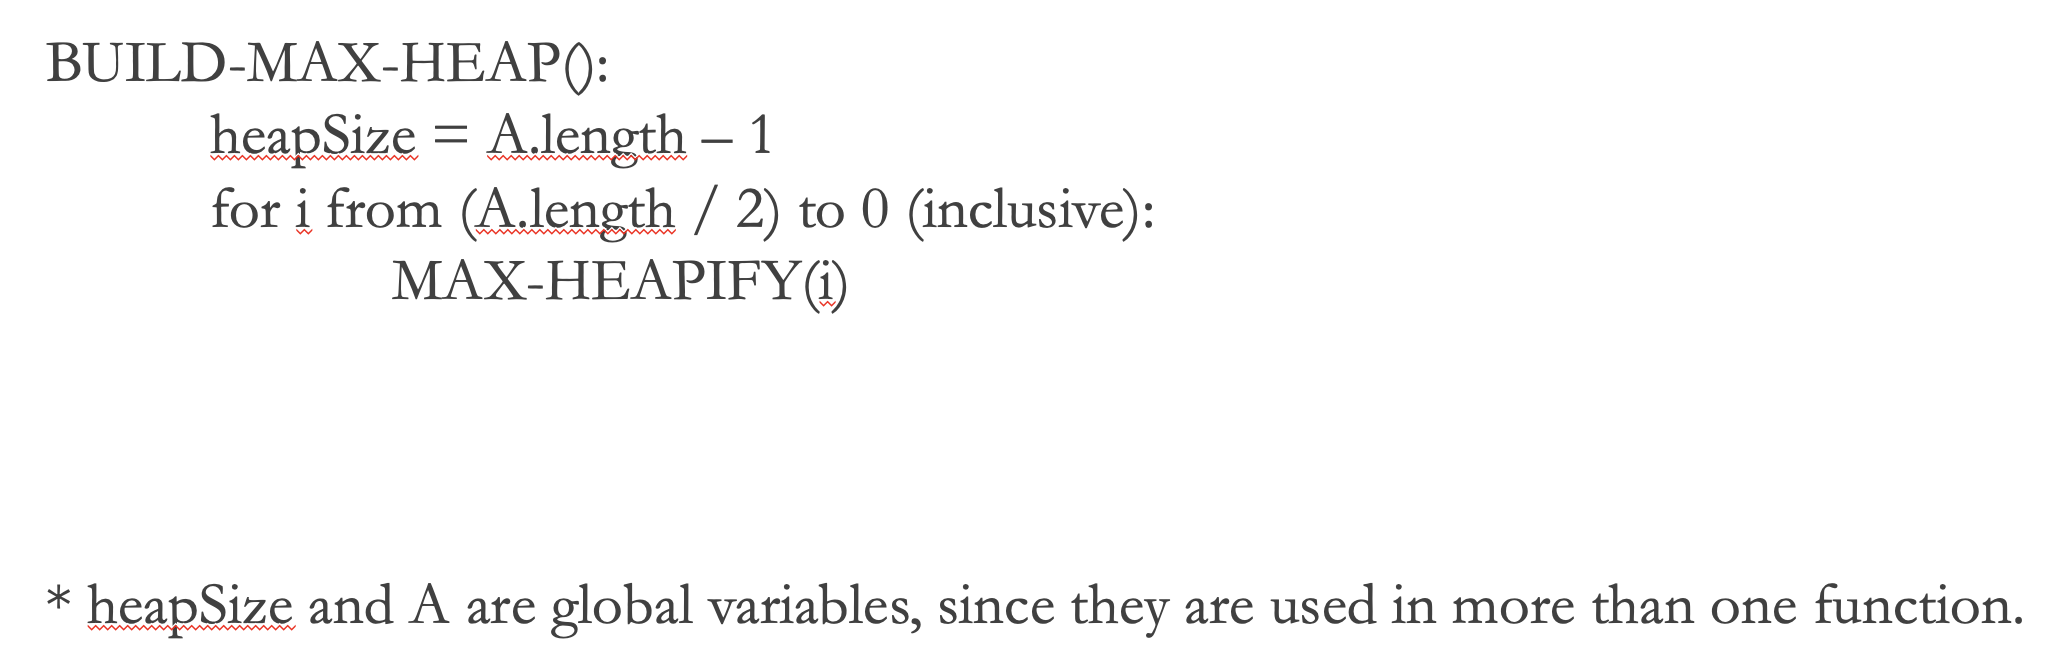 BUILD-MAX-HEAP():
heapSize = A.length – 1
for i from (A.length / 2) to 0 (inclusive):
MAX-HEAPIFY(i)
* heapSize and A are global variables, since they are used in more than one function.